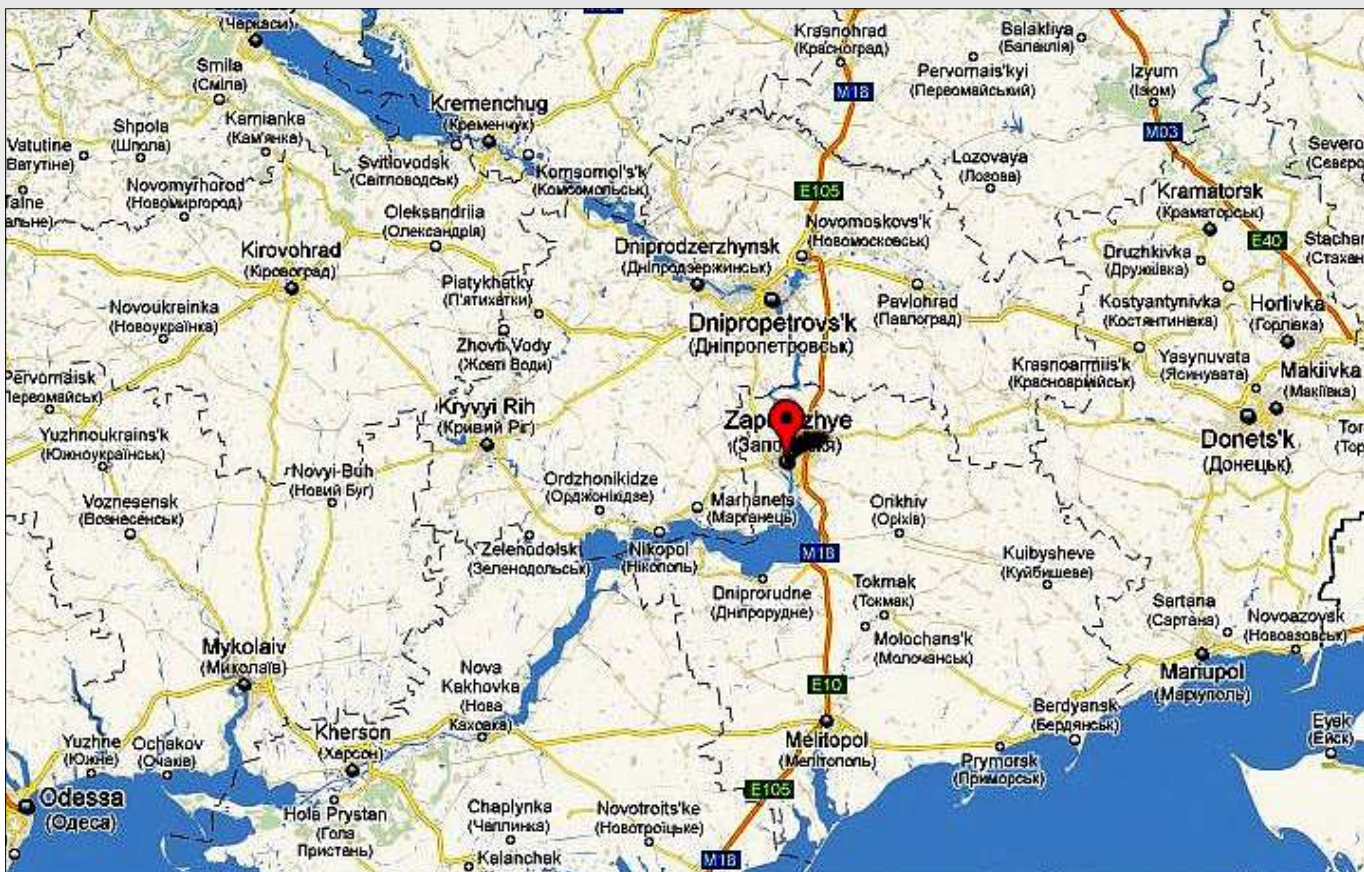 (Черкаси)
Smila
(Сміла)
Shpola
(Шпола)
Kamianka
(Кам'янка)
Vatutine
Ватутіне)
Novomyrhorod
(Новомиргород)
Kremenchug
(Кременчук)
Svitlovodsk
(Світловодськ)
Komsomol's'k
(Комсомольськ)
Oleksandriia
(Олександрія)
Krasnohrad
(Красноград)
M18
Balakliya
(Балаклія)
Pervomais'kyi
(Первомайський)
Izyum
(Ізюм)
M03
Lozovaya
(Лозова)
E105
Kramatorsk
(Краматорськ)
E40
Kirovohrad
(Кіровоград)
Novoukrainka
(Новоукраїнка)
Piatykhatky
(П'ятихатки)
Zhovti Vody
(Жовті Води)
Dniprodzerzhynsk
(Дніпродзержинськ)
Novomoskovs'k
(Новомосковськ)
Dnipropetrovs'k
(Дніпропетровськ)
Pavlohrad
(Павлоград)
Druzhkivka
(Дружківка)
Stachan
(Стахан
Kostyantynivka
(Костянтинівка)
Horlivka
(Горлівка)
Krasnoarmiis'k
(Красноармійськ)
Yasynuvata
(Ясинувата)
Makiivka
(Макіївка)
Donets'k
(Донецьк)
Pervomaisk
Первомайськ)
Yuzhnoukrains'k
(Южноукраїнськ)
Kryvyi Rih
(Кривий Ріг)
Voznesensk
(Вознесенськ)
Novyi-Buh
(Новий Буг)
Ordzhonikidze
(Орджонікідзе)
Marhanets
(Марганець)
Orikhiv
(Оріхів)
Zelenodolsk
(Зеленодольськ)
Nikopol
(Нікополь)
M18
Kuibysheve
(Куйбишеве)
Dniprorudne
(Дніпрорудне)
Tokmak
(Токмак)
Molochans'k
(Молочанськ)
Sartana
(Сартана)
Novoazovsk
(Новоазовськ)
Mykolaiv
(Миколаїв)
Nova
Kakhovka
(Нова
Каховка)
E10
Mariupol
(Маріуполь)
Berdyansk
(Бердянськ)
Yuzhne
(Южне)
Ochakov
(Очаків)
Kherson
(Херсон)
Melitopol
(Мелітополь)
Prymorsk
(Приморськ)
Eysk
(Ейск)
Odessa
(Одеса)
Hola Prystan
(Гола
Пристань)
Chaplynka
(Чаплинка)
Novotroits'ke
(Новотроїцьке)
E105
Kalanchak
M18